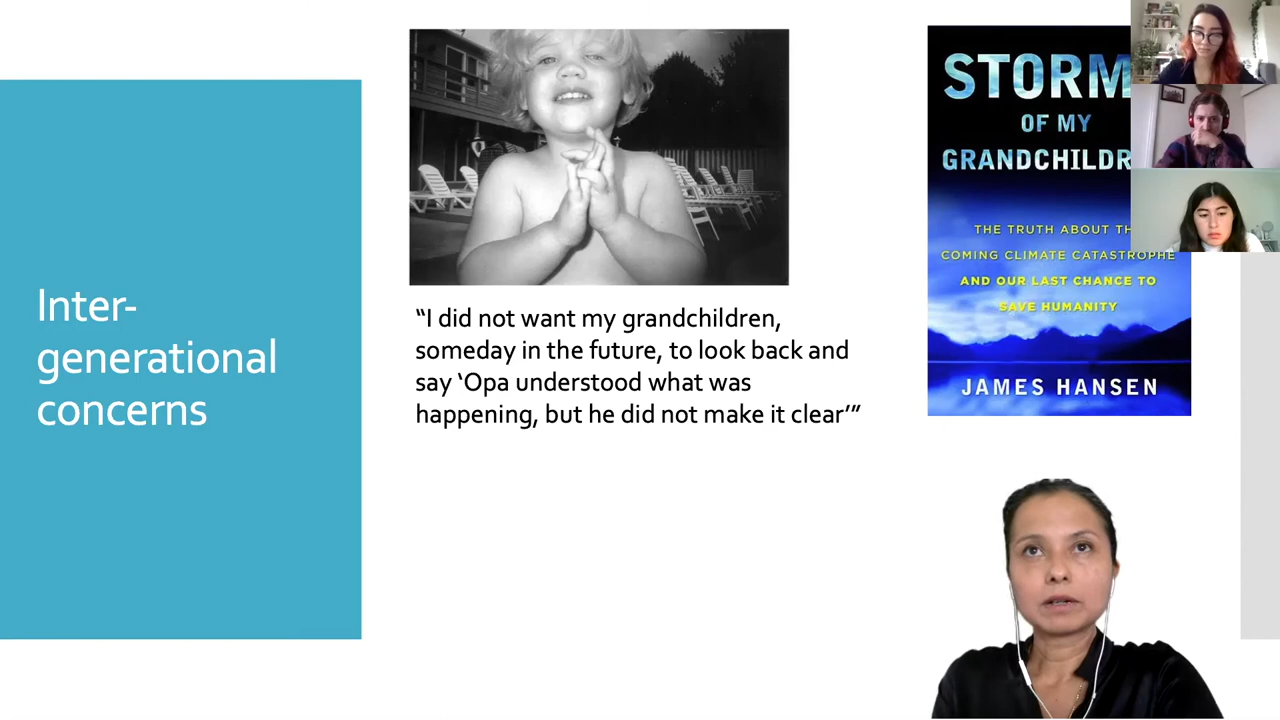 Inter-
generational
concerns
“I did not want my grandchildren,
someday in the future, to look back and
say ‘Opa understood what was
happening, but he did not make it clear’”
STORM
OF MY
GRANDCHILDR
THE TRUTH ABOUT TH
COMING CLIMATE CATASTROPHE
AND OUR LAST CHANCE TO
SAVE HUMANITY
JAMES HANSEN